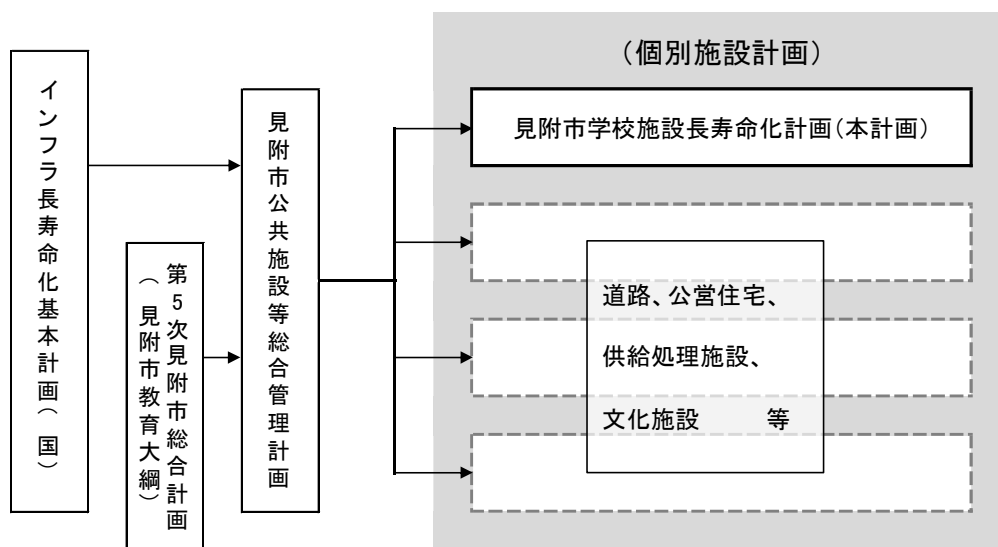 インフラ長寿命化基本計画(国)
第5次見附市総合計画
(見附市教育大綱)
見附市公共施設等総合管理計画
(個別施設計画)
見附市学校施設長寿命化計画(本計画)
道路、公営住宅、
供給処理施設、
文化施設　　等